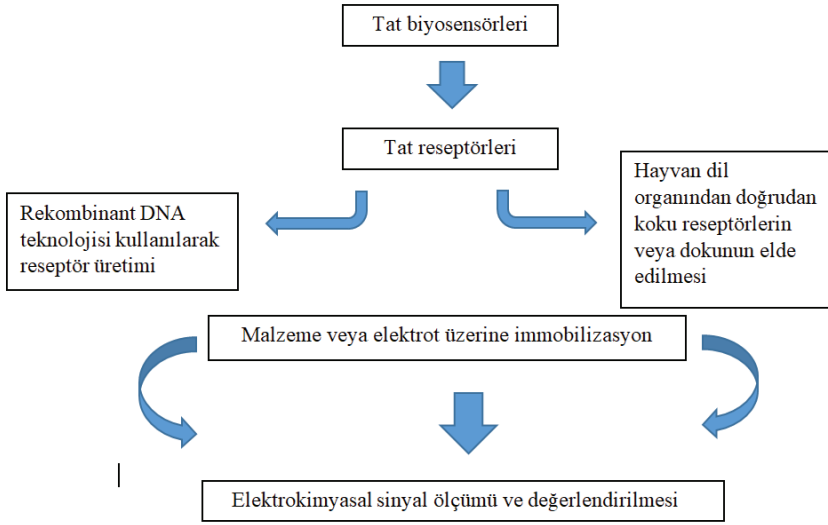 Tat biyosensörleri
Tat reseptörleri
Rekombinant DNA
teknolojisi kullanılarak
reseptör üretimi
Hayvan dil
organından doğrudan
koku reseptörlerin
veya dokunun elde
edilmesi
Malzeme veya elektrot üzerine immobilizasyon
Elektrokimyasal sinyal ölçümü ve değerlendirilmesi